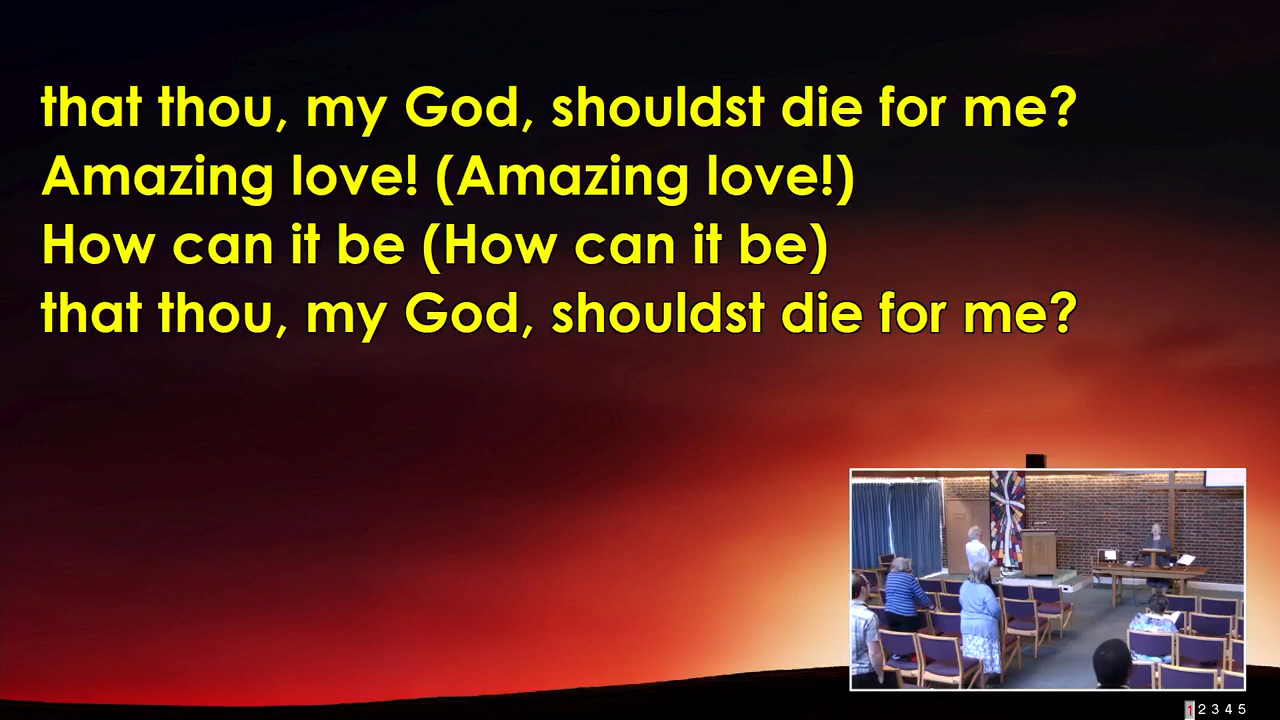 that thou, my God, shouldst die for me?
Amazing love! (Amazing love!)
How can it be (How can it be)
that thou, my God, shouldst die for me?
1 2 3 4 5